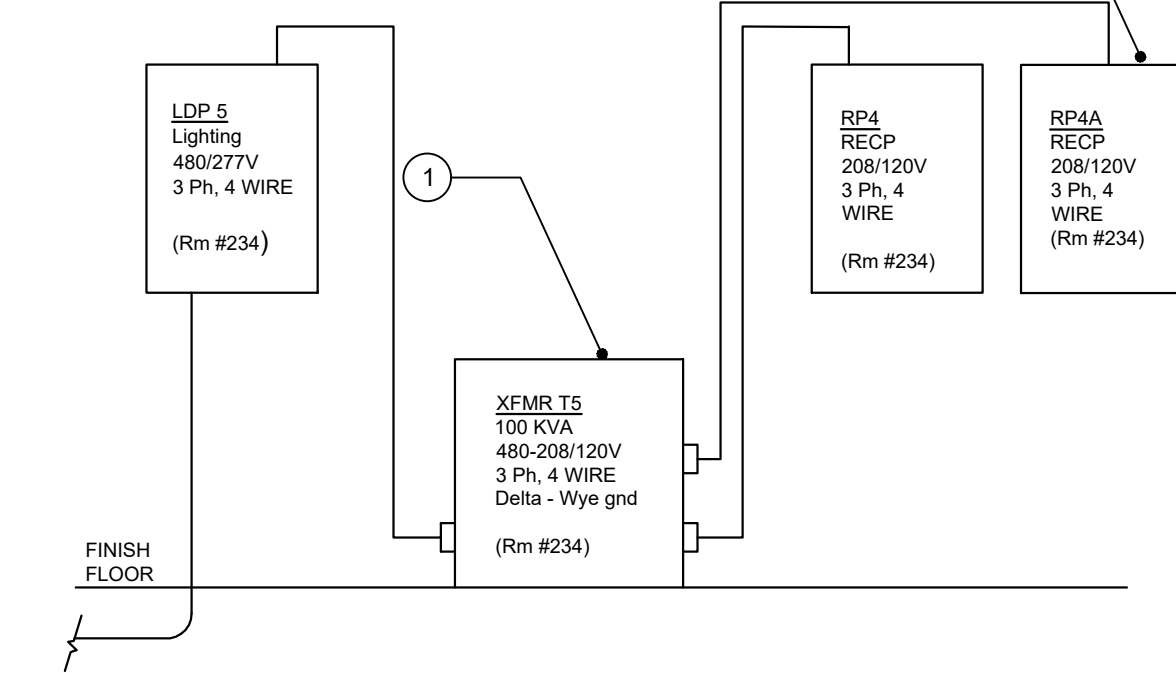 LDP 5
Lighting
480/277V
3 Ph, 4 WIRE
(Rm #234)
1
RP4
RECP
208/120V
3 Ph, 4
WIRE
(Rm #234)
RP4A
RECP
208/120V
3 Ph, 4
WIRE
(Rm #234)
XFMR T5
100 KVA
480-208/120V
3 Ph, 4 WIRE
Delta - Wye gnd
(Rm #234)
FINISH
FLOOR